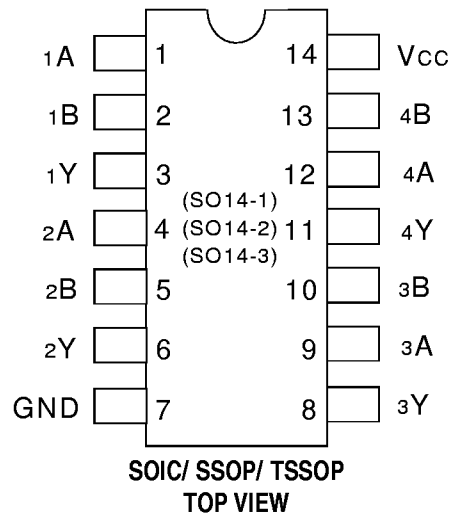 1A 1 14 VCC
1B 2 13 4B
1Y 3 12 4A
(SO14-1)
2A 4 (SO14-2) 11 4Y
(SO14-3)
2B 5 10 3B
2Y 6 9 3A
GND 7 8 3Y
SOIC/ SSOP/ TSSOP
TOP VIEW